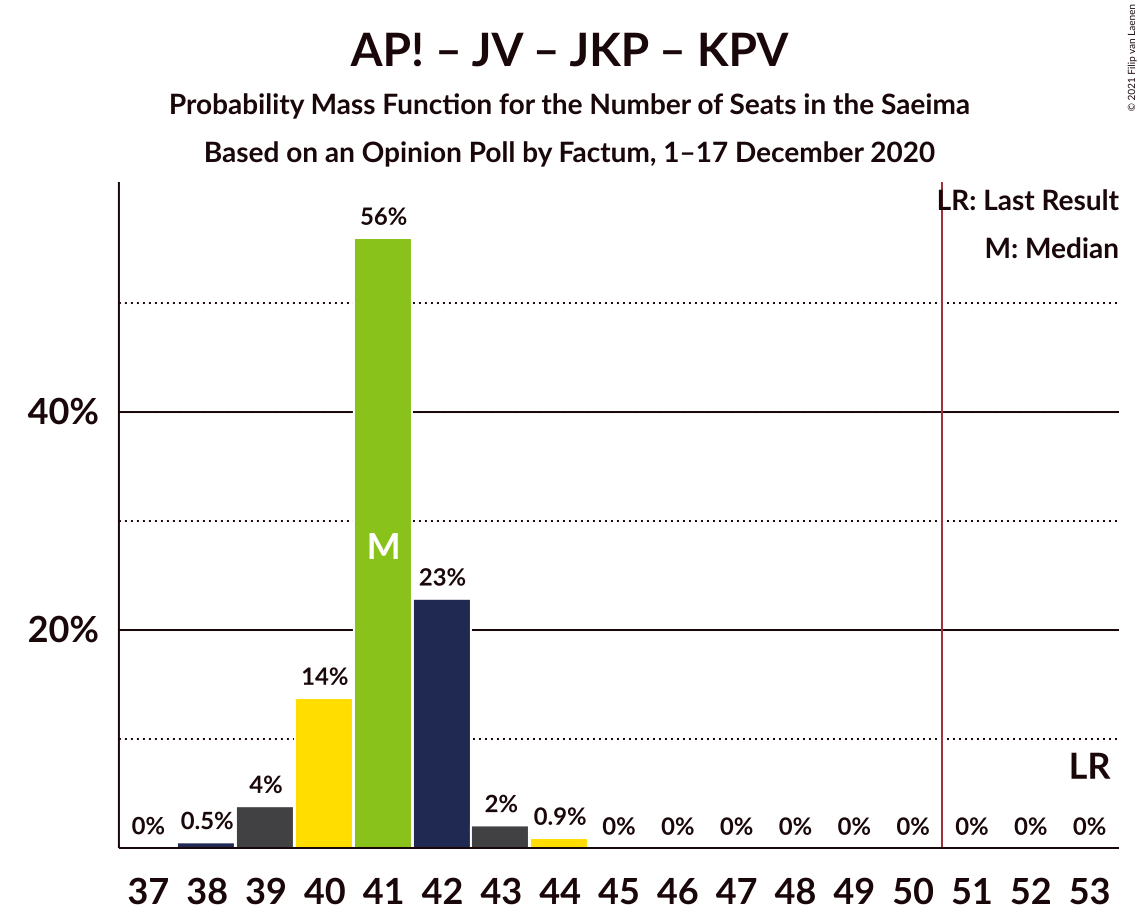 AP! – JV – JKP – KPV
Probability Mass Function for the Number of Seats in the Saeima
Based on an Opinion Poll by Factum, 1–17 December 2020
© 2021 Filip van Laenen
LR: Last Result
M: Median
56%
40%
M
23%
20%
14%
LR
4%
2%
0% 0.5% 0.9% 0% 0% 0% 0% 0% 0% 0% 0% 0%
37 38 39 40 41 42 43 44 45 46 47 48 49 50 51 52 53